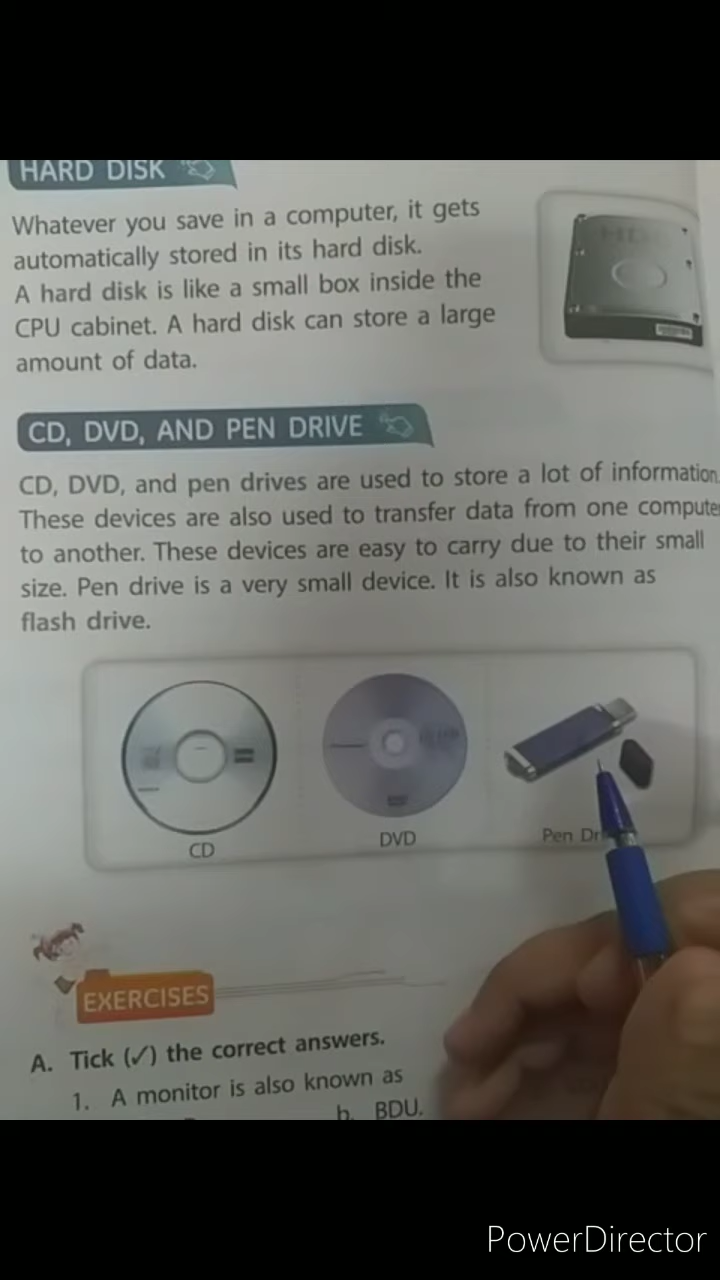 HARD DISK
Whatever you save in a computer, it gets
automatically stored in its hard disk.
A hard disk is like a small box inside the
CPU cabinet. A hard disk can store a large
amount of data.
CD, DVD, AND PEN DRIVE
CD, DVD, and pen drives are used to store a lot of information.
These devices are also used to transfer data from one compute
to another. These devices are easy to carry due to their small
size. Pen drive is a very small device. It is also known as
flash drive.
CD
DVD
Pen Dr
EXERCISES
A. Tick (✓) the correct answers.
1. A monitor is also known as
b. BDU.
PowerDirector